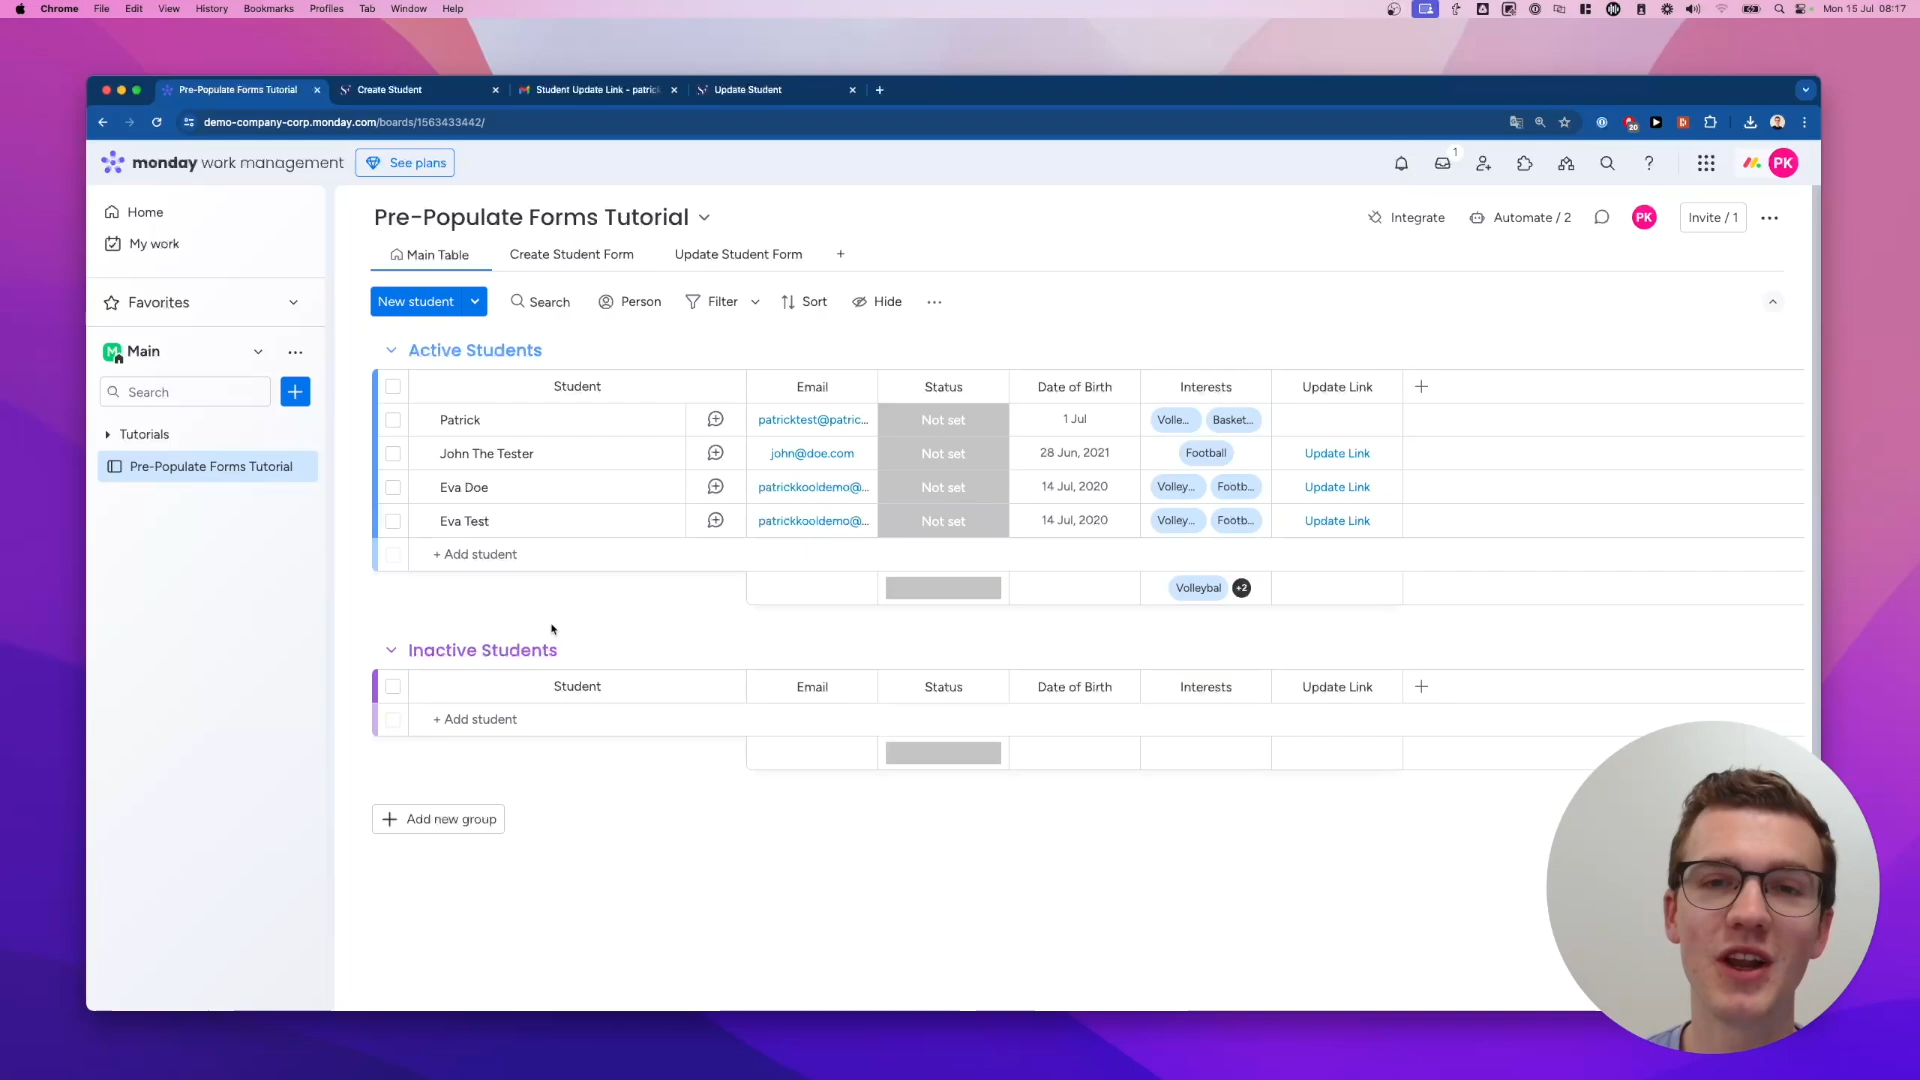 Chrome File Edit View History Bookmarks Profiles Tab Window Help Mon 15 Jul 08:17
Pre-Populate Forms Tutorial Create Student Student Update Link - patric Update Student
demo-company-corp.monday.com/boards/1563433442/ 20
monday work management See plans 1 PK
Home
My work
Favorites
M Main
Search
Tutorials
Pre-Populate Forms Tutorial
Pre-Populate Forms Tutorial Integrate Automate / 2 PK Invite / 1
Main Table Create Student Form Update Student Form
New student Search Person Filter Sort Hide
Active Students
Student Email Status Date of Birth Interests Update Link
Patrick patricktest@patric... Not set 1 Jul Volle... Basket...
John The Tester john@doe.com Not set 28 Jun, 2021 Football Update Link
Eva Doe patrickkooldemo@... Not set 14 Jul, 2020 Volley... Footb... Update Link
Eva Test patrickkooldemo@... Not set 14 Jul, 2020 Volley... Footb... Update Link
+ Add student
Volleybal +2
Inactive Students
Student Email Status Date of Birth Interests Update Link
+ Add student
Add new group